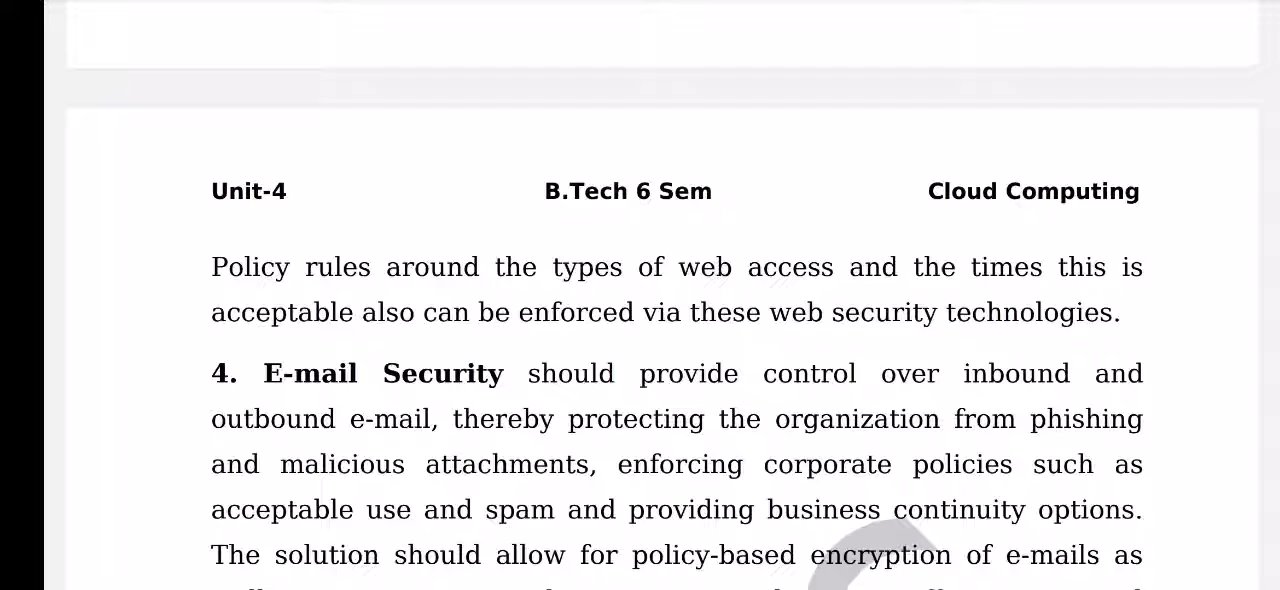 Unit-4 B.Tech 6 Sem Cloud Computing
Policy rules around the types of web access and the times this is
acceptable also can be enforced via these web security technologies.
4. E-mail Security should provide control over inbound and
outbound e-mail, thereby protecting the organization from phishing
and malicious attachments, enforcing corporate policies such as
acceptable use and spam and providing business continuity options.
The solution should allow for policy-based encryption of e-mails as